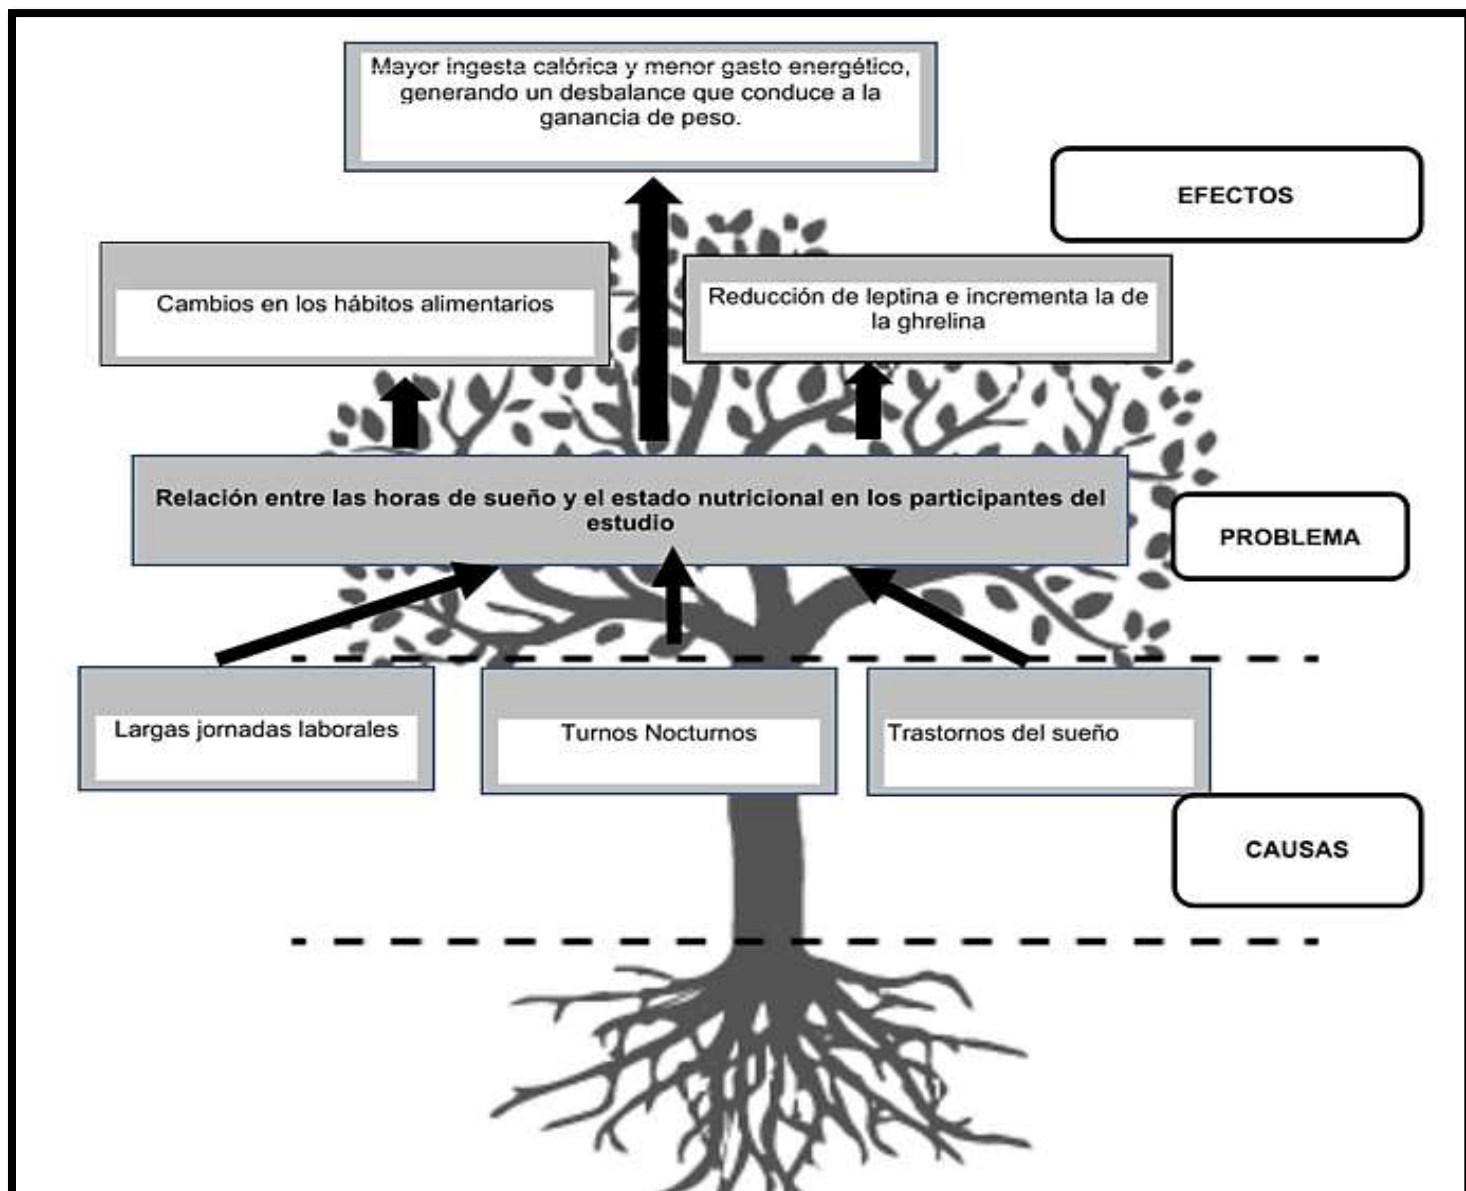 Mayor ingesta calórica y menor gasto energético,
generando un desbalance que conduce a la
ganancia de peso.
EFECTOS
Cambios en los hábitos alimentarios
Reducción de leptina e incrementa la de
la ghrelina
Relación entre las horas de sueño y el estado nutricional en los participantes del
estudio
PROBLEMA
Largas jornadas laborales
Turnos Nocturnos
Trastornos del sueño
CAUSAS